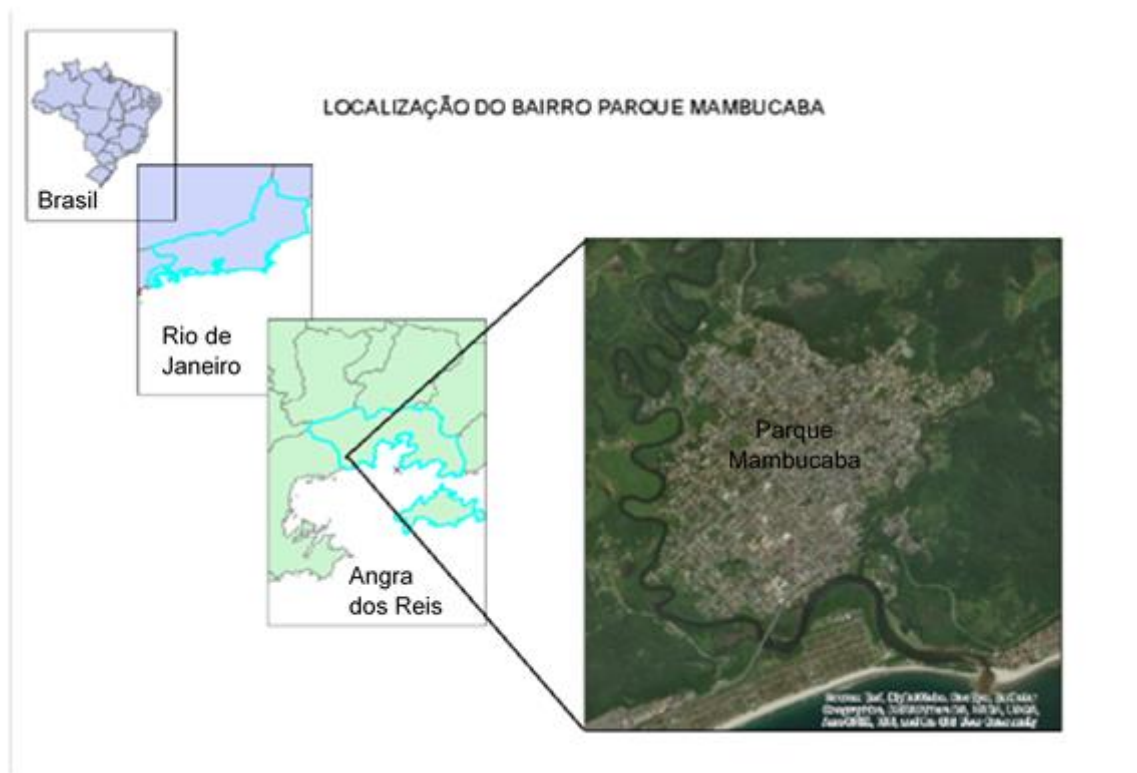 LOCALIZAÇÃO DO BAIRRO PARQUE MAMBUCABA
Brasil
Rio de
Janeiro
Angra
dos Reis
Parque
Mambucaba